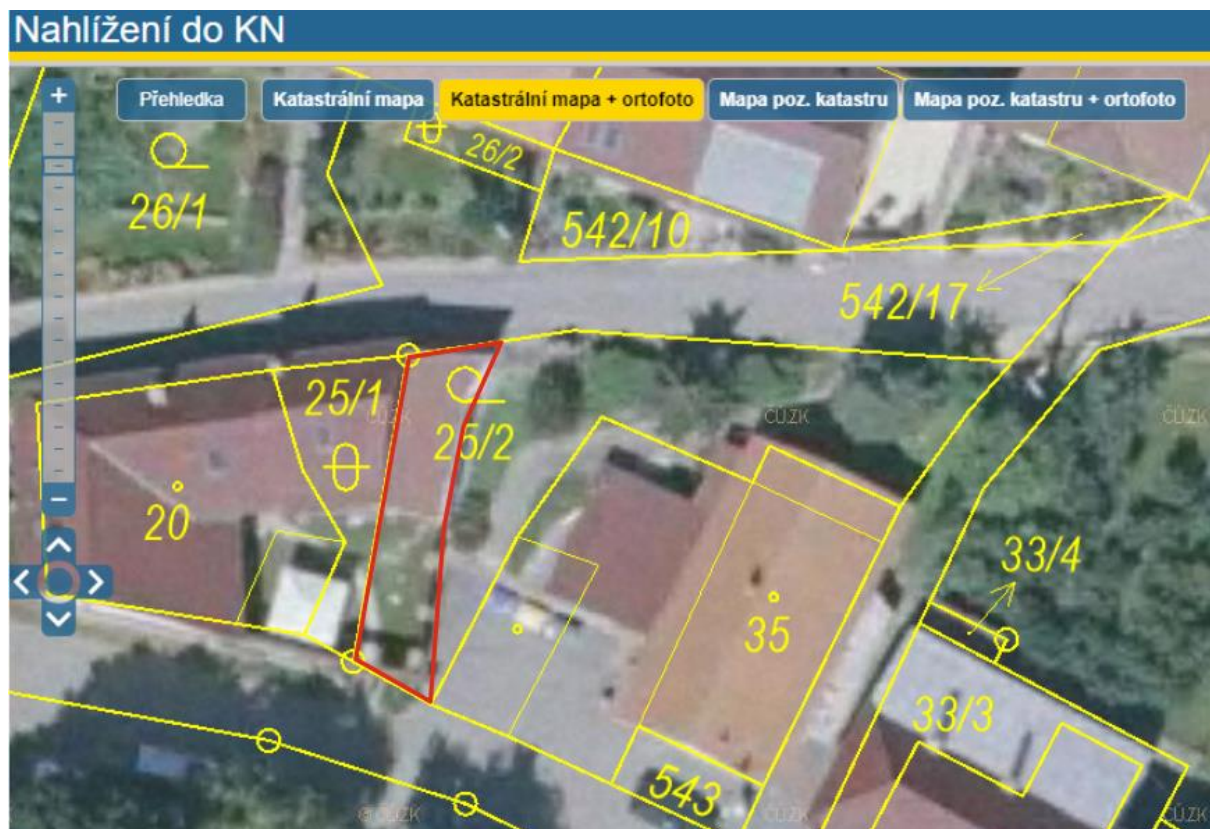 Nahlížení do KN
Přehledka
Katastrální mapa
Katastrální mapa + ortofoto
Mapa poz. katastru
Mapa poz. katastru + ortofoto
26/2
26/1
542/10
542/17
25/1
ČÚZK
ČÚZK
ČÚZK
25/2
20
33/4
35
33/3
543
© ČÚZK
ČÚZK
ČÚZK